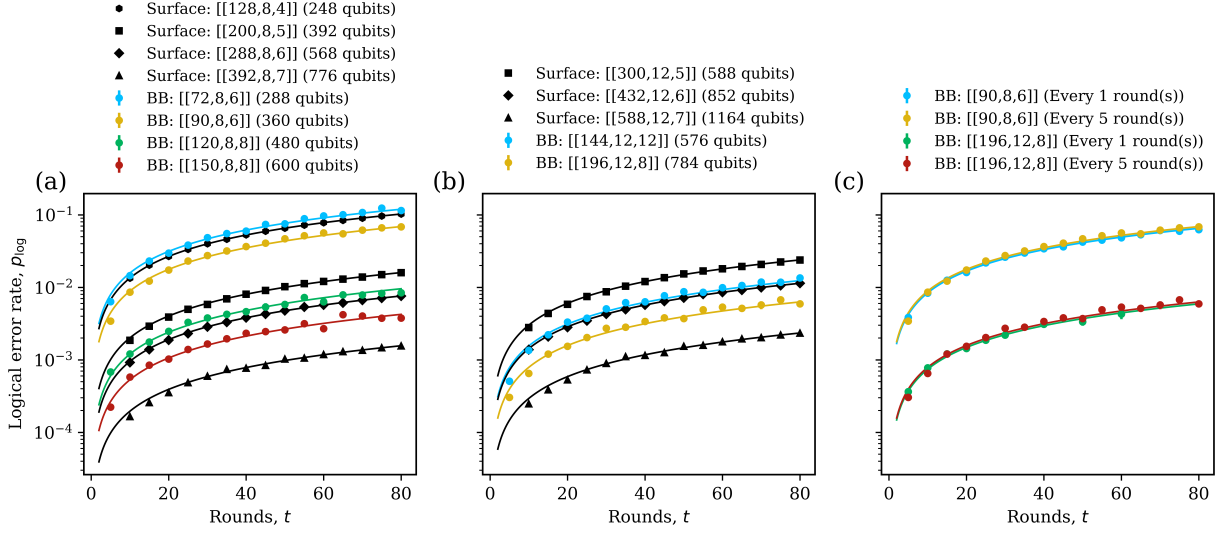 Surface: [[128,8,4]] (248 qubits)
Surface: [[200,8,5]] (392 qubits)
Surface: [[288,8,6]] (568 qubits)
Surface: [[392,8,7]] (776 qubits)
BB: [[72,8,6]] (288 qubits)
BB: [[90,8,6]] (360 qubits)
BB: [[120,8,8]] (480 qubits)
BB: [[150,8,8]] (600 qubits)
Surface: [[300,12,5]] (588 qubits)
Surface: [[432,12,6]] (852 qubits)
Surface: [[588,12,7]] (1164 qubits)
BB: [[144,12,12]] (576 qubits)
BB: [[196,12,8]] (784 qubits)
BB: [[90,8,6]] (Every 1 round(s))
BB: [[90,8,6]] (Every 5 round(s))
BB: [[196,12,8]] (Every 1 round(s))
BB: [[196,12,8]] (Every 5 round(s))
(a)
(b)
(c)
Logical error rate, p_log
10⁻¹
10⁻²
10⁻³
10⁻⁴
0 20 40 60 80
0 20 40 60 80
0 20 40 60 80
Rounds, t
Rounds, t
Rounds, t